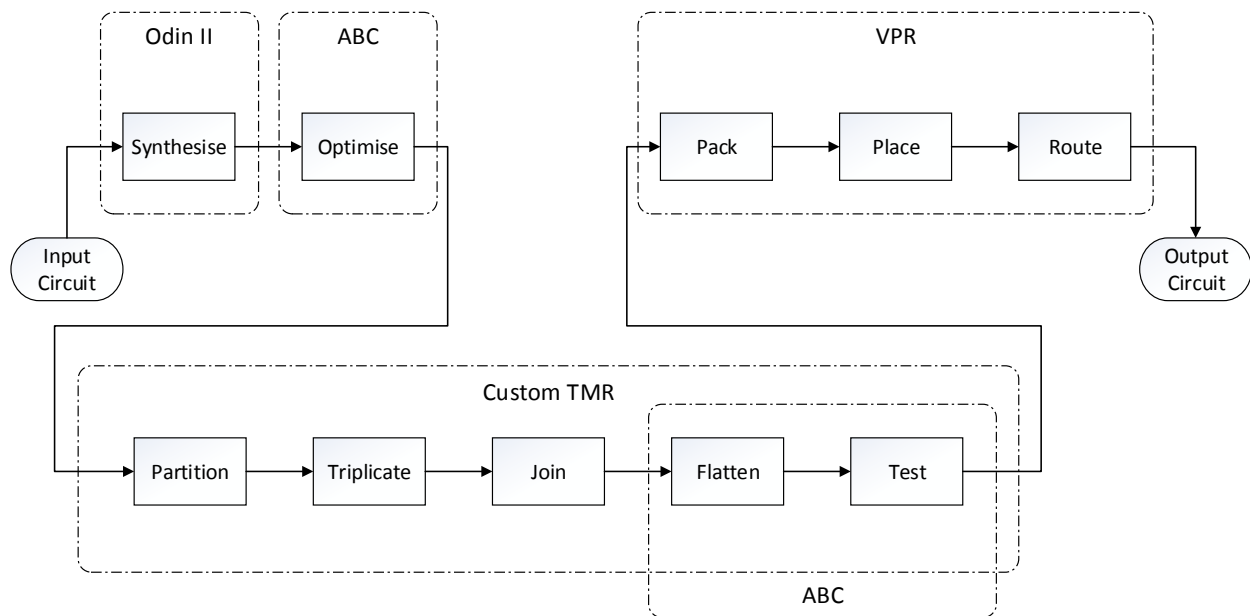 Odin II
ABC
VPR
Synthesise
Optimise
Pack
Place
Route
Input
Circuit
Output
Circuit
Custom TMR
Partition
Triplicate
Join
Flatten
Test
ABC